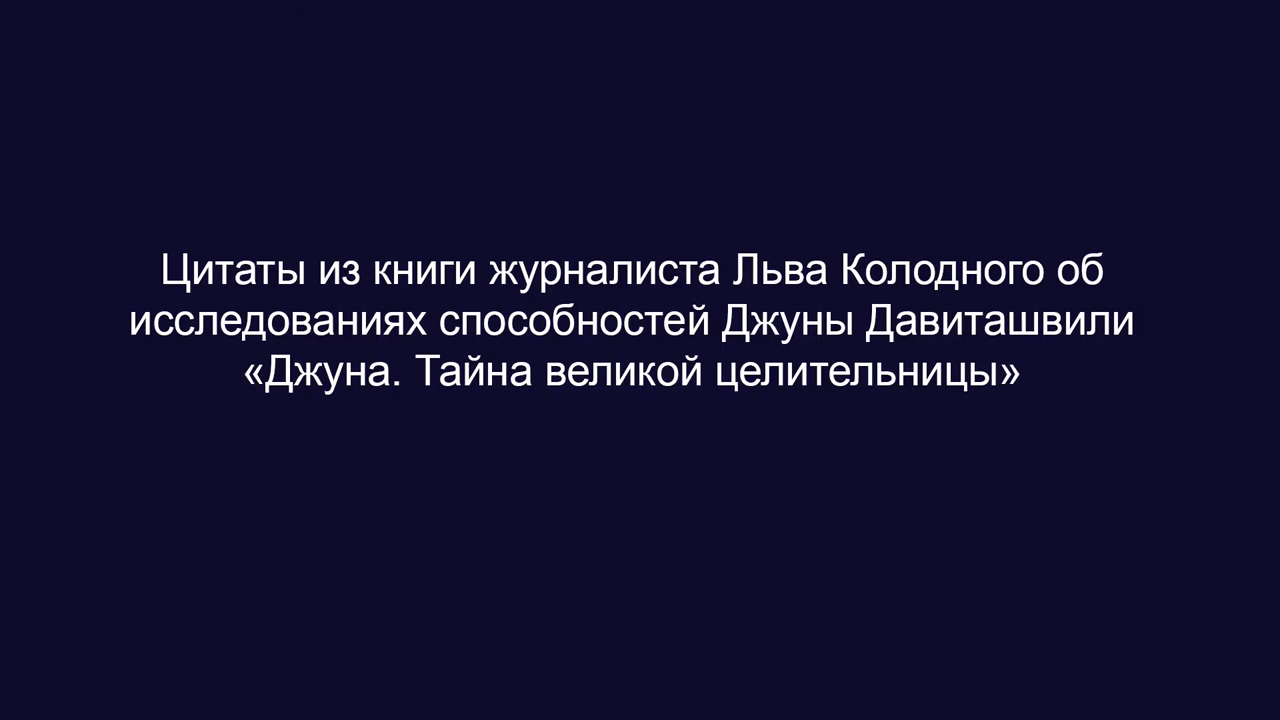 Цитаты из книги журналиста Льва Колодного об
исследованиях способностей Джуны Давиташвили
«Джуна. Тайна великой целительницы»